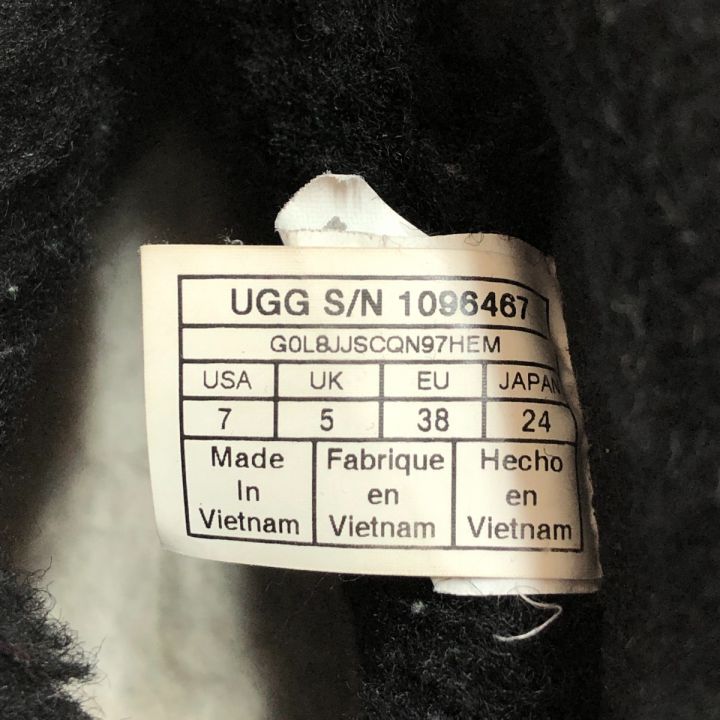 UGG S/N 1096467
G0L8JJSCQN97HEM
USA UK EU JAPAN
7 5 38 24
Made Fabrique Hecho
In en en
Vietnam Vietnam Vietnam